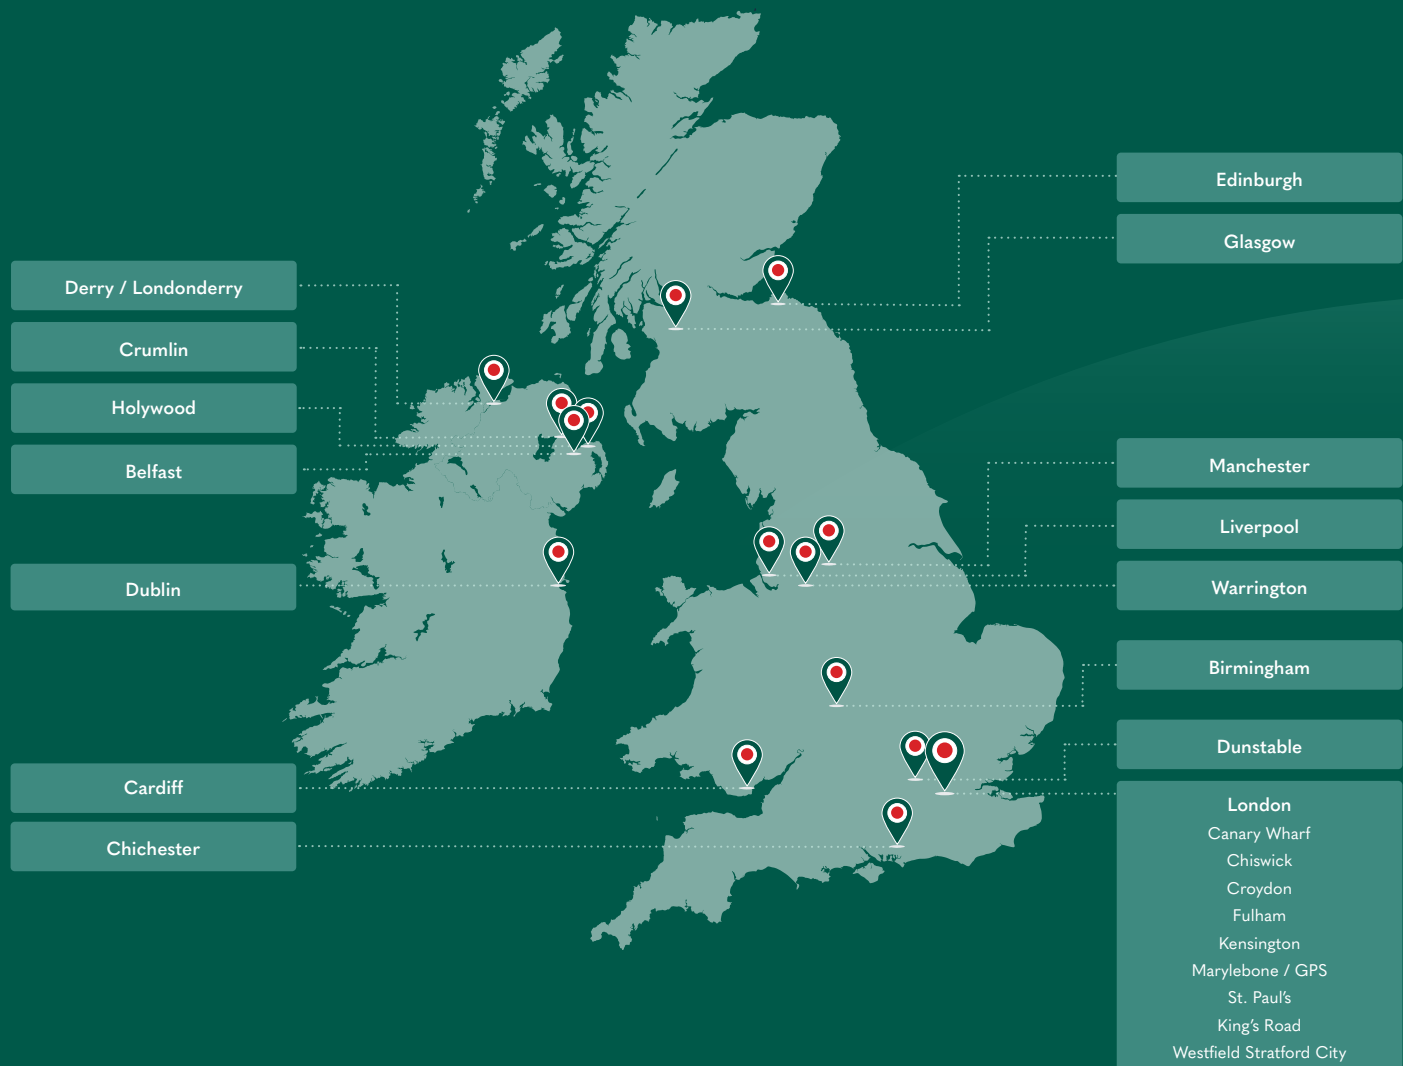 Derry / Londonderry
Crumlin
Holywood
Belfast
Dublin
Cardiff
Chichester
Edinburgh
Glasgow
Manchester
Liverpool
Warrington
Birmingham
Dunstable
London
Canary Wharf
Chiswick
Croydon
Fulham
Kensington
Marylebone / GPS
St. Paul's
King's Road
Westfield Stratford City